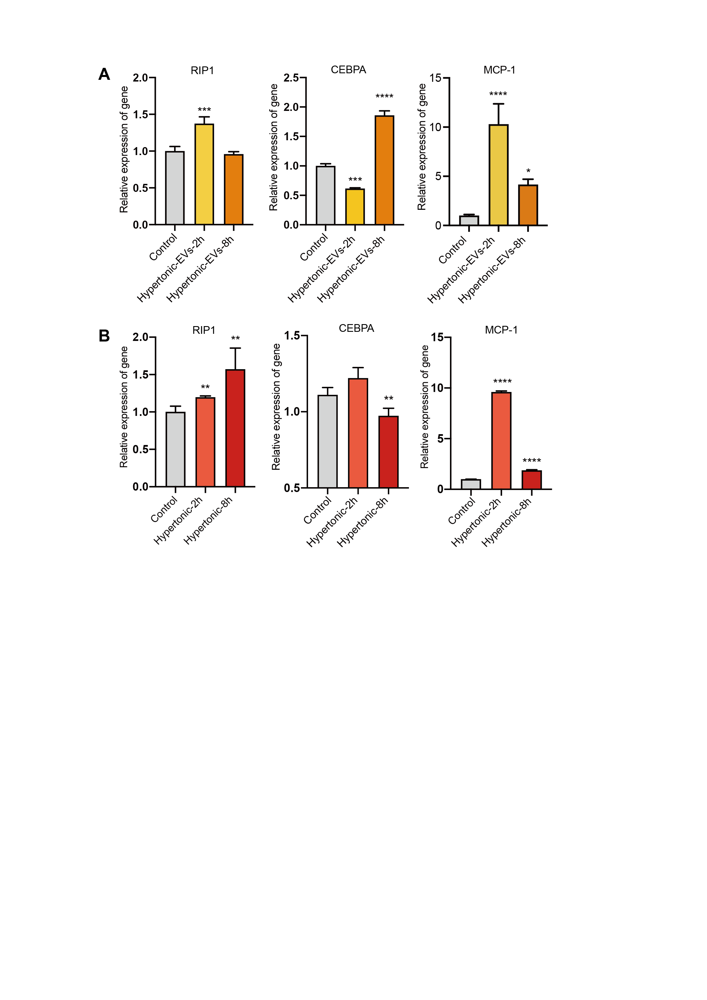 A
RIP1
Relative expression of gene
2.0
1.5
1.0
0.5
0.0
***
Control
Hypertonic-EVs-2h
Hypertonic-EVs-8h
CEBPA
Relative expression of gene
2.5
2.0
1.5
1.0
0.5
0.0
***
****
Control
Hypertonic-EVs-2h
Hypertonic-EVs-8h
MCP-1
Relative expression of gene
15
10
5
0
****
*
Control
Hypertonic-EVs-2h
Hypertonic-EVs-8h
B
RIP1
Relative expression of gene
2.0
1.5
1.0
0.5
0.0
**
**
Control
Hypertonic-2h
Hypertonic-8h
CEBPA
Relative expression of gene
1.5
1.0
0.5
**
Control
Hypertonic-2h
Hypertonic-8h
MCP-1
Relative expression of gene
15
10
5
0
****
****
Control
Hypertonic-2h
Hypertonic-8h